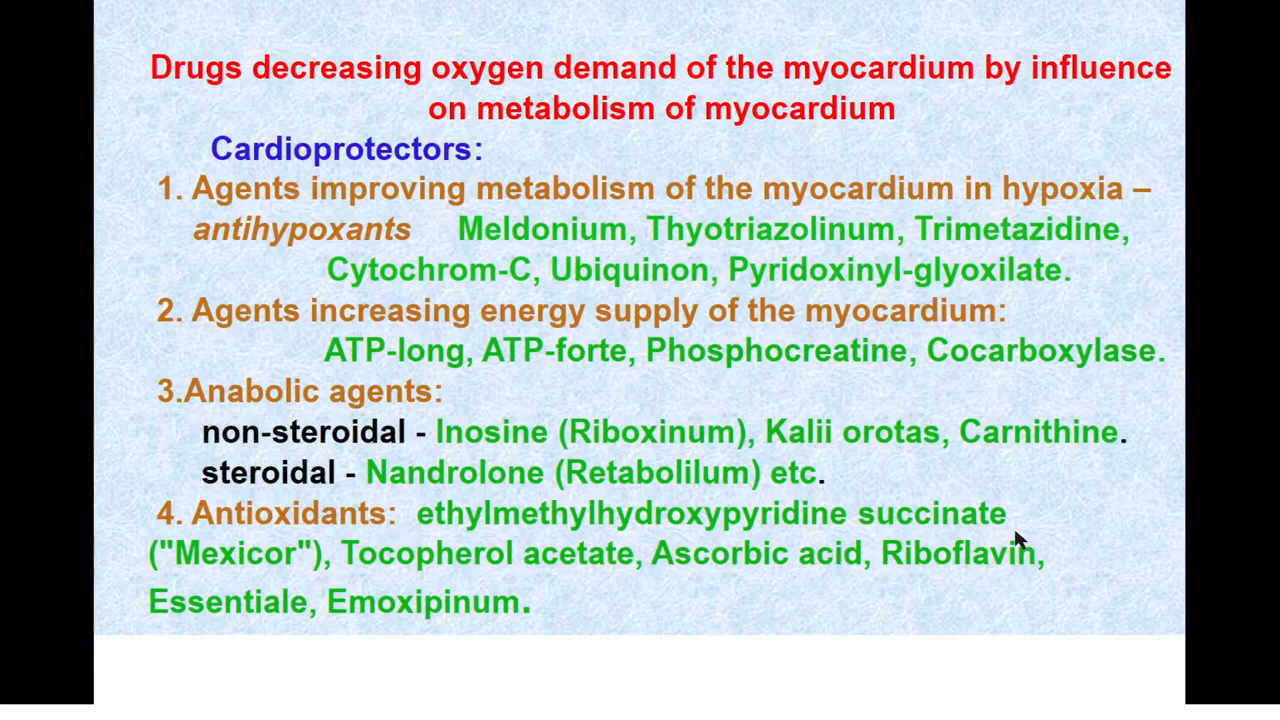 Drugs decreasing oxygen demand of the myocardium by influence
on metabolism of myocardium
Cardioprotectors:
1. Agents improving metabolism of the myocardium in hypoxia –
antihypoxants Meldonium, Thyotriazolinum, Trimetazidine,
Cytochrom-C, Ubiquinon, Pyridoxinyl-glyoxilate.
2. Agents increasing energy supply of the myocardium:
ATP-long, ATP-forte, Phosphocreatine, Cocarboxylase.
3.Anabolic agents:
non-steroidal - Inosine (Riboxinum), Kalii orotas, Carnithine.
steroidal - Nandrolone (Retabolilum) etc.
4. Antioxidants: ethylmethylhydroxypyridine succinate
("Mexicor"), Tocopherol acetate, Ascorbic acid, Riboflavin,
Essentiale, Emoxipinum.